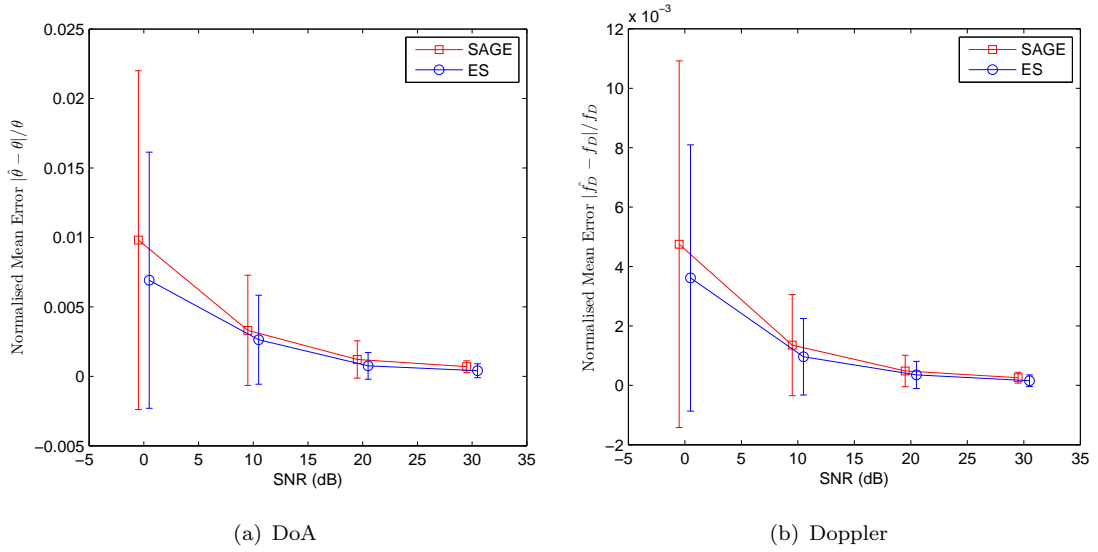 0.025
0.02
0.015
0.01
0.005
0
−0.005
−5 0 5 10 15 20 25 30 35
SNR (dB)
Normalised Mean Error |θ̂ − θ|/θ
SAGE
ES
(a) DoA
x 10⁻³
12
10
8
6
4
2
0
−2
−5 0 5 10 15 20 25 30 35
SNR (dB)
Normalised Mean Error |f̂_D − f_D|/f_D
SAGE
ES
(b) Doppler